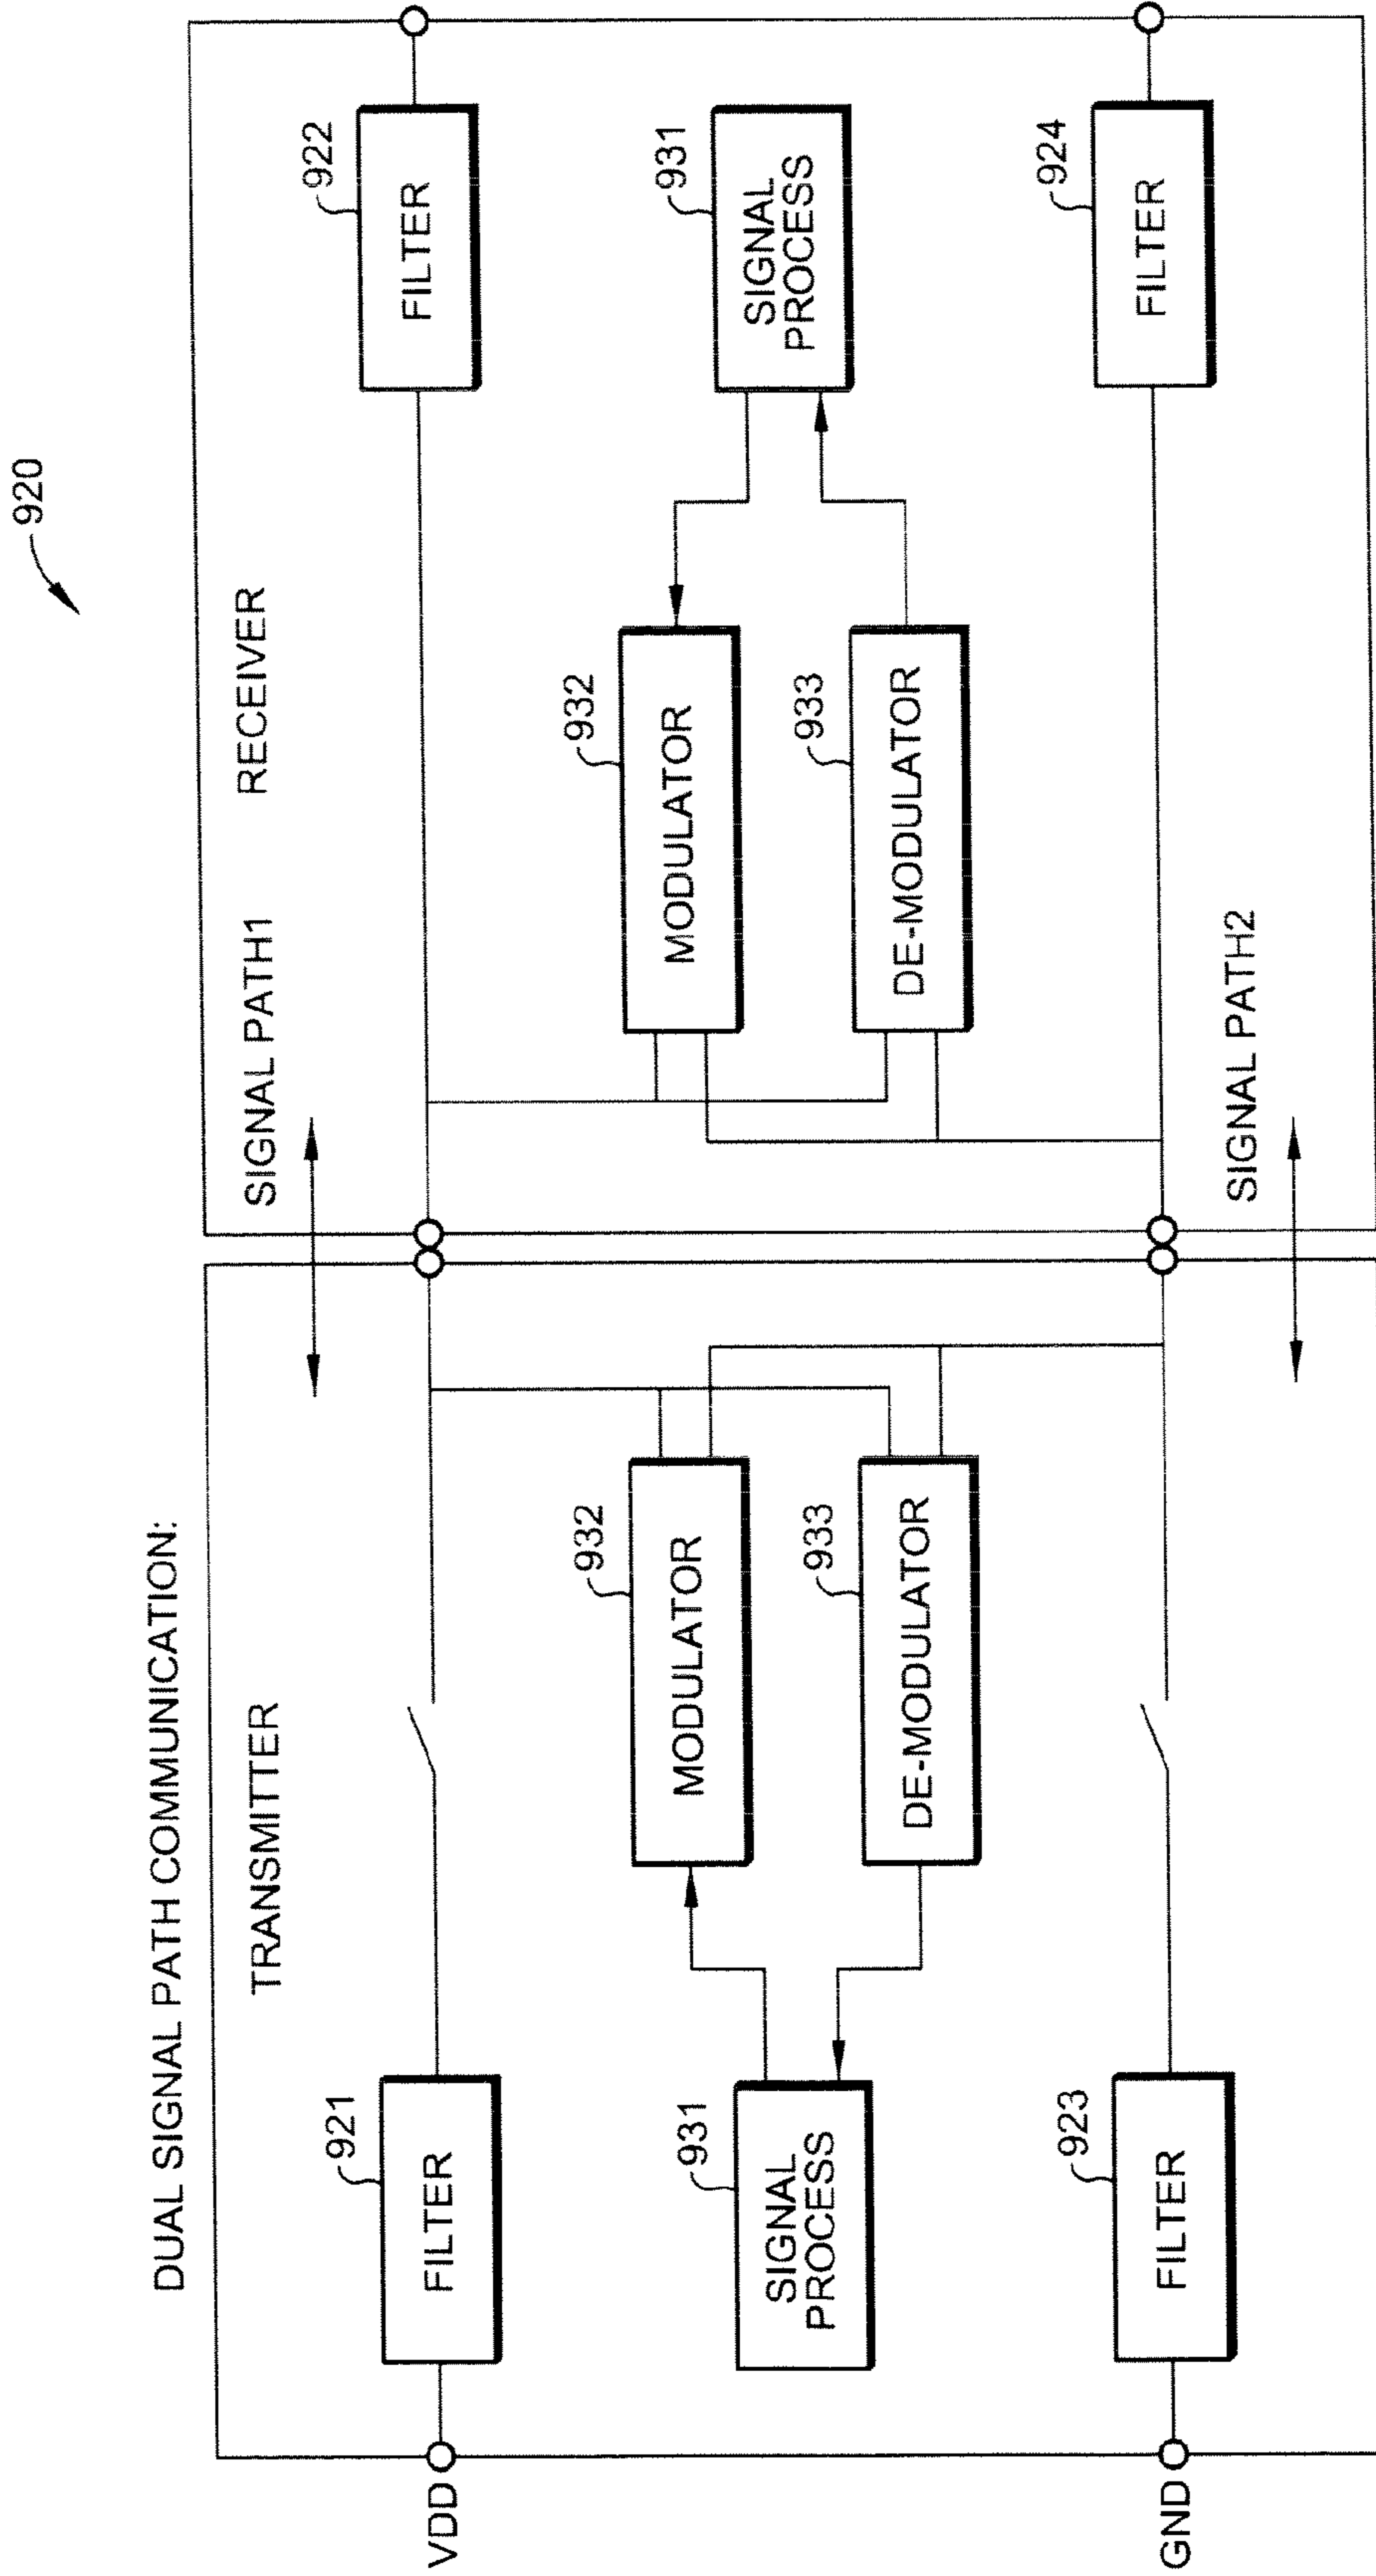 920
DUAL SIGNAL PATH COMMUNICATION:
TRANSMITTER
SIGNAL PATH1
RECEIVER
VDD
921
FILTER
922
FILTER
931
SIGNAL
PROCESS
932
MODULATOR
933
DE-MODULATOR
932
MODULATOR
933
DE-MODULATOR
931
SIGNAL
PROCESS
GND
923
FILTER
924
FILTER
SIGNAL PATH2